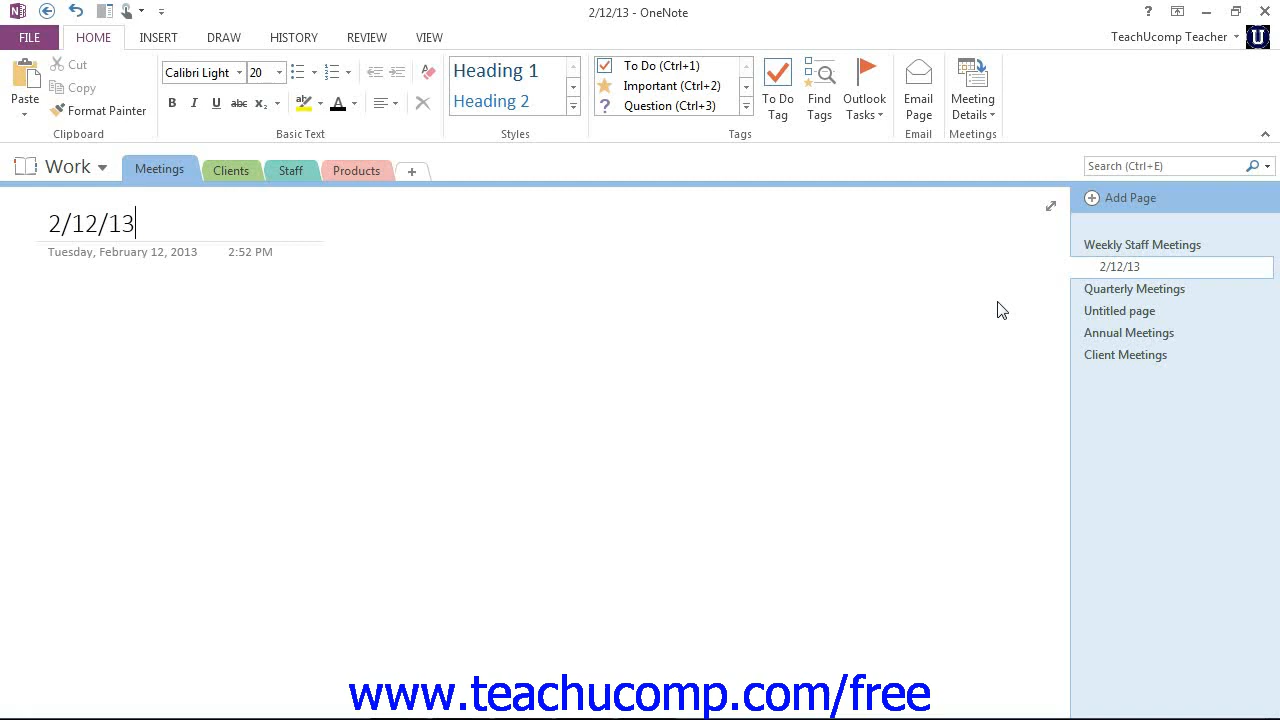 2/12/13 - OneNote
?
FILE HOME INSERT DRAW HISTORY REVIEW VIEW
TeachUcomp Teacher U
Paste
Cut
Copy
Format Painter
Clipboard
Calibri Light 20
B I U abc x₂ ab A
Basic Text
Heading 1
Heading 2
Styles
To Do (Ctrl+1)
Important (Ctrl+2)
? Question (Ctrl+3)
To Do Tag
Find Tags
Outlook Tasks
Tags
Email Page
Email
Meeting Details
Meetings
Work Meetings Clients Staff Products +
Search (Ctrl+E)
2/12/13
Tuesday, February 12, 2013 2:52 PM
Add Page
Weekly Staff Meetings
2/12/13
Quarterly Meetings
Untitled page
Annual Meetings
Client Meetings
www.teachucomp.com/free